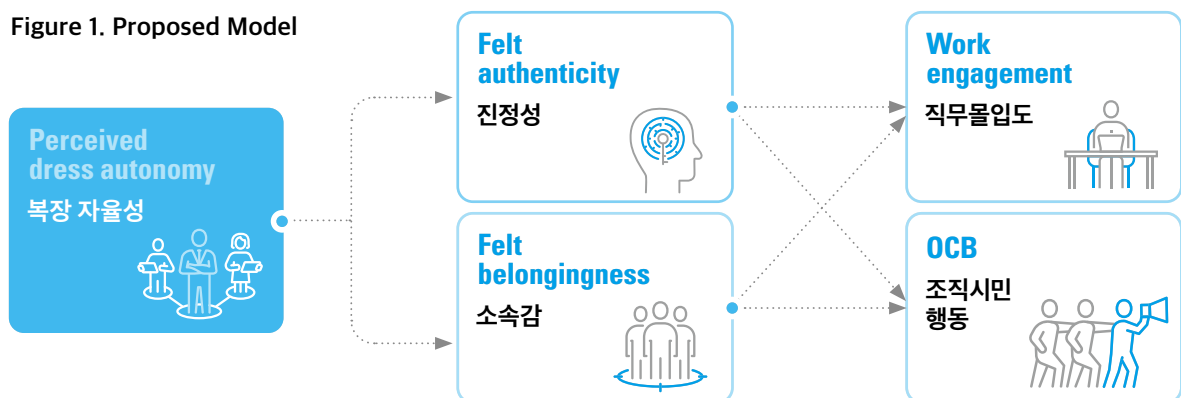 Figure 1. Proposed Model
Perceived
dress autonomy
복장 자율성
Felt
authenticity
진정성
Felt
belongingness
소속감
Work
engagement
직무몰입도
OCB
조직시민
행동